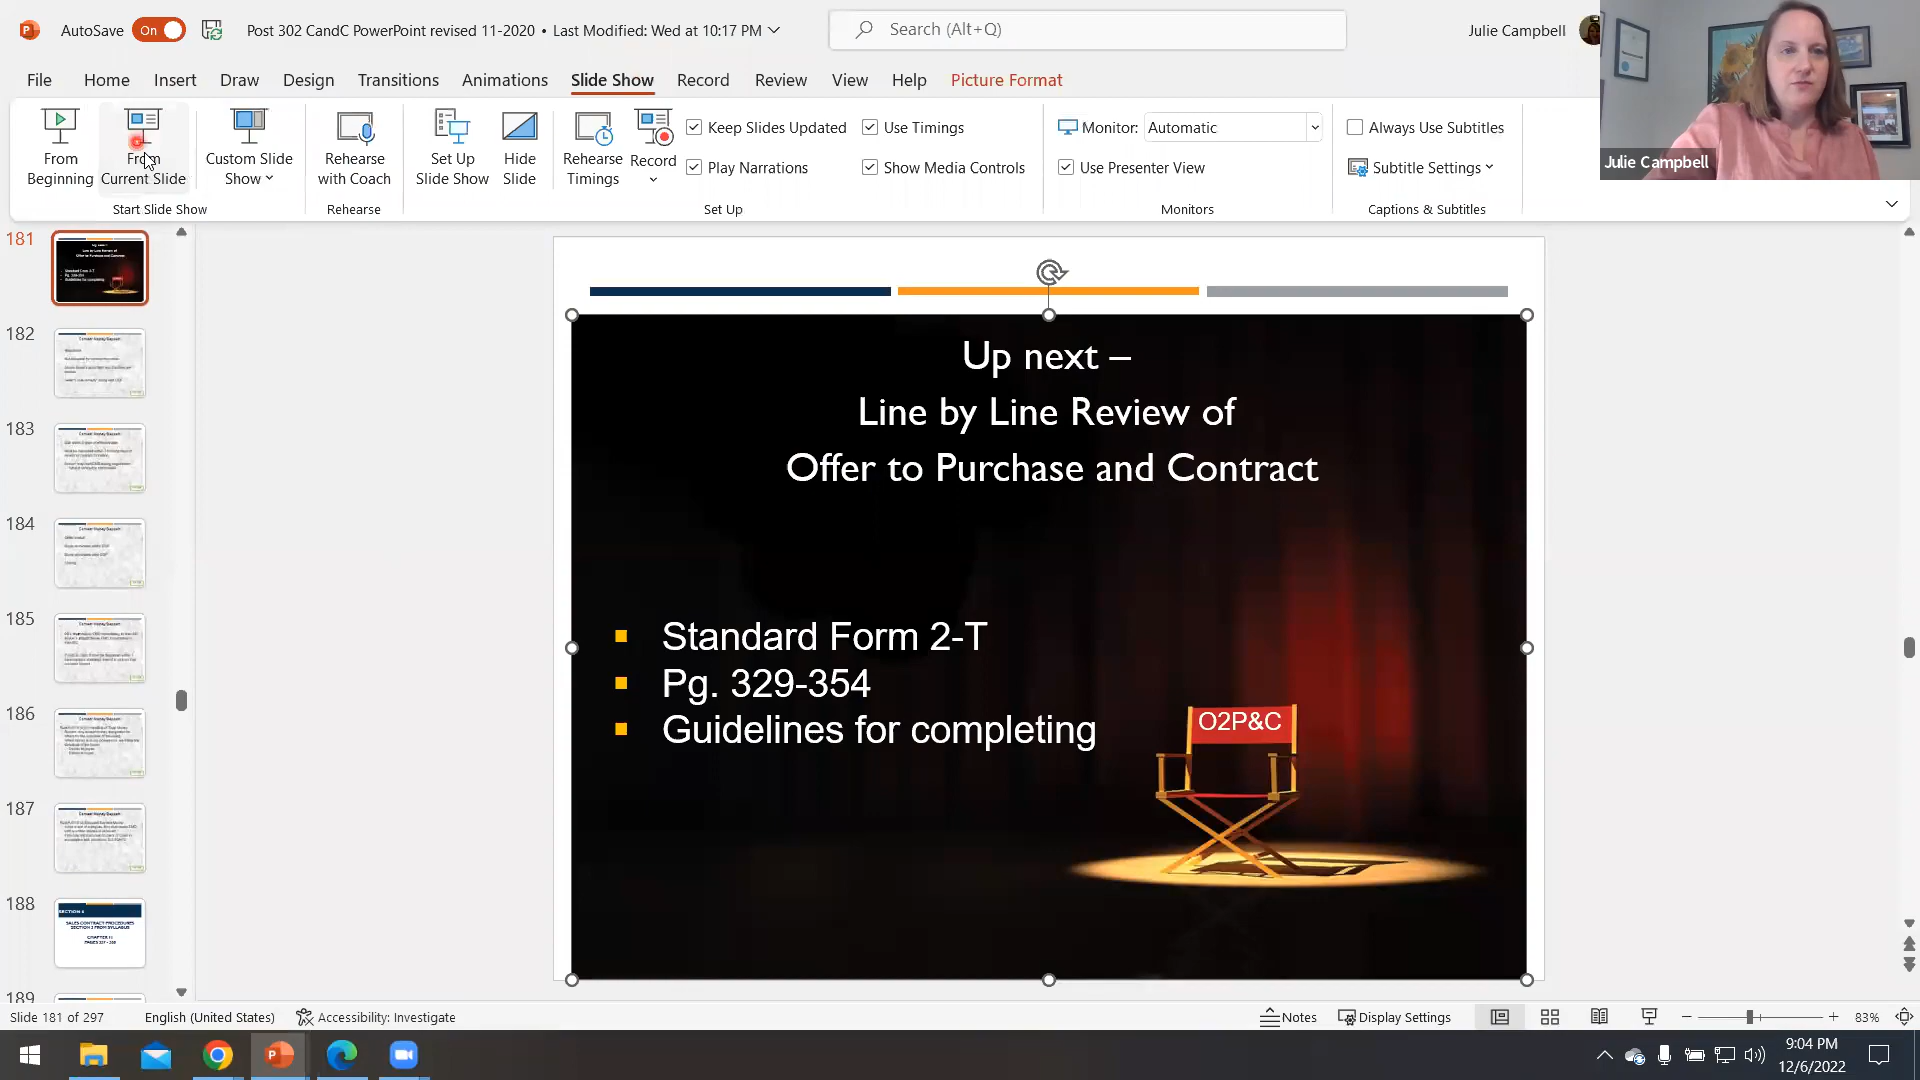 AutoSave On Post 302 CandC PowerPoint revised 11-2020 • Last Modified: Wed at 10:17 PM Search (Alt+Q) Julie Campbell
File Home Insert Draw Design Transitions Animations Slide Show Record Review View Help Picture Format
From Beginning
From Current Slide
Custom Slide Show
Rehearse with Coach
Set Up Slide Show
Hide Slide
Rehearse Timings
Record
Keep Slides Updated
Play Narrations
Use Timings
Show Media Controls
Monitor: Automatic
Use Presenter View
Always Use Subtitles
Subtitle Settings
Start Slide Show Rehearse Set Up Monitors Captions & Subtitles
Julie Campbell
181
182
183
184
185
186
187
188
SECTION 4
189
Up next –
Line by Line Review of
Offer to Purchase and Contract
Standard Form 2-T
Pg. 329-354
Guidelines for completing
O2P&C
Slide 181 of 297 English (United States) Accessibility: Investigate Notes Display Settings 83%
9:04 PM
12/6/2022